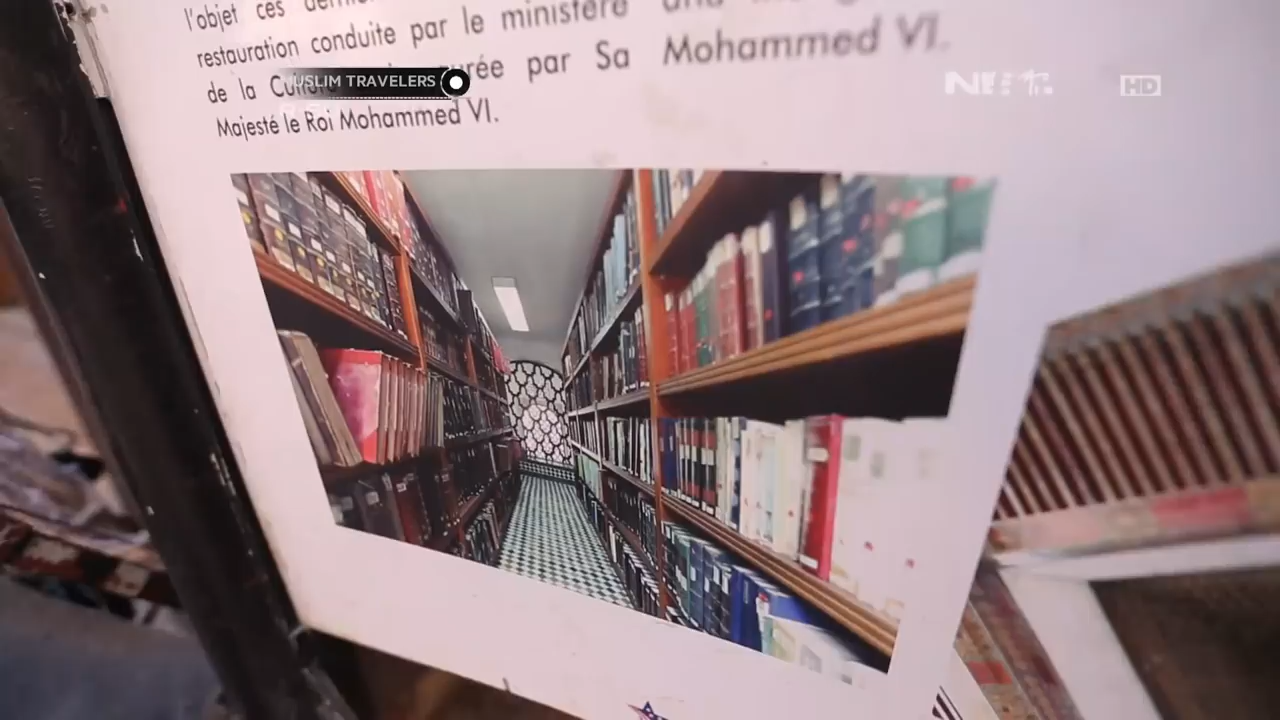 l'objet ces
restauration conduite par le ministère
de la par Sa
Majesté le Roi Mohammed VI.
Mohammed VI.
MUSLIM TRAVELERS
NET.
HD